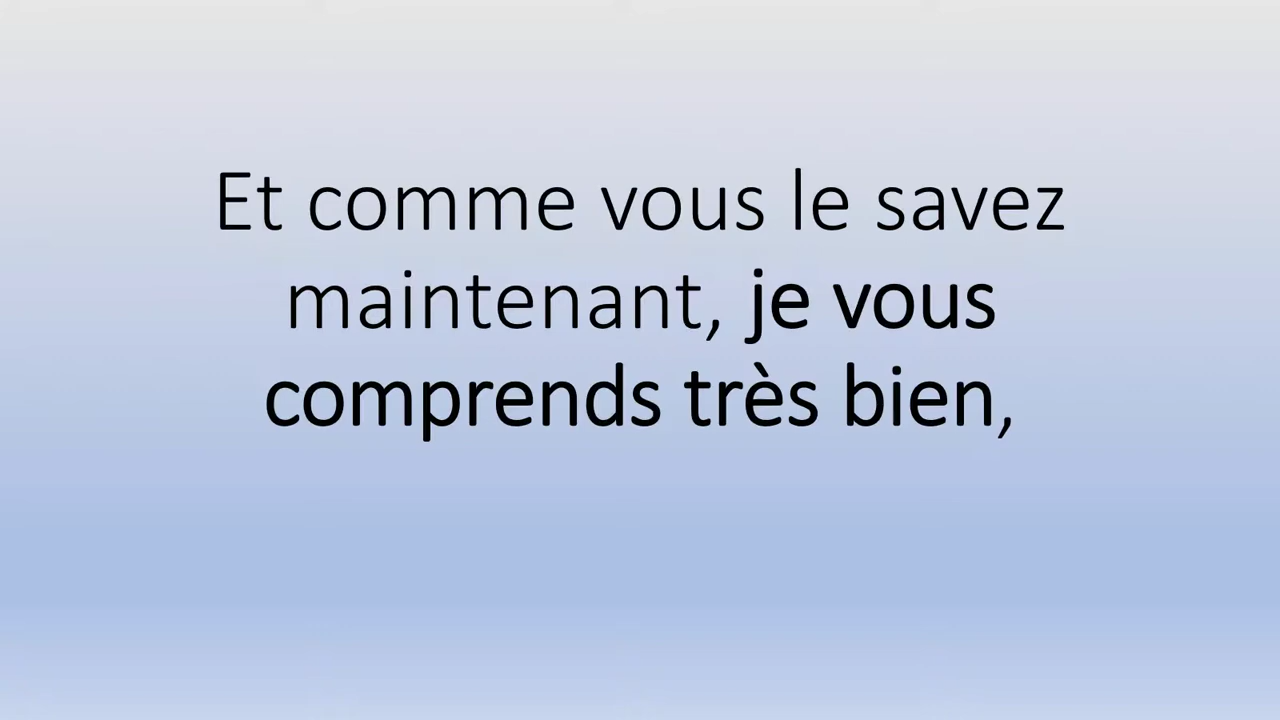 Et comme vous le savez
maintenant, je vous
comprends très bien,